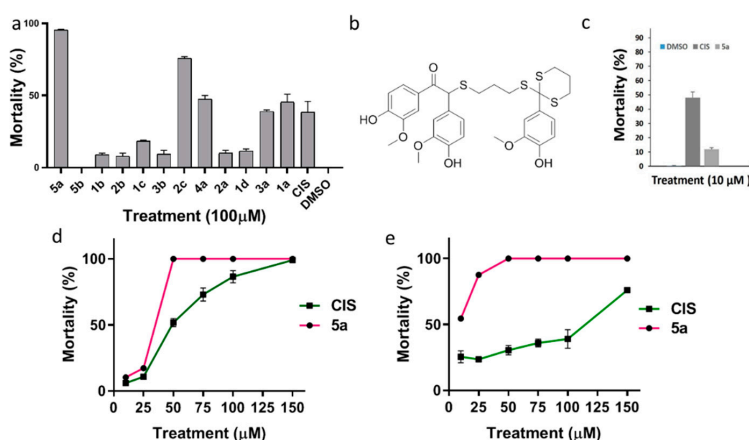 a
Mortality (%)
100
50
0
5a 5b 1b 2b 1c 3b 2c 4a 2a 1d 3a 1a CIS DMSO
Treatment (100μM)
b
O
S
S
S
S
HO
O
O
OH
O
OH
c
Mortality (%)
DMSO CIS 5a
90
80
70
60
50
40
30
20
10
0
Treatment (10 μM )
d
Mortality (%)
100
50
0
0 25 50 75 100 125 150
Treatment (μM)
CIS
5a
e
Mortality (%)
100
50
0
0 25 50 75 100 125 150
Treatment (μM)
CIS
5a